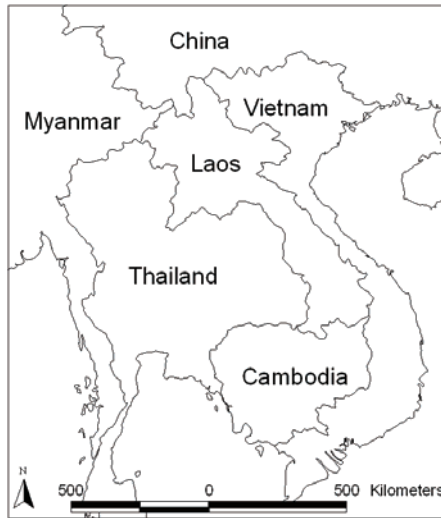 China
Vietnam
Myanmar
Laos
Thailand
Cambodia
N
500 0 500 Kilometers